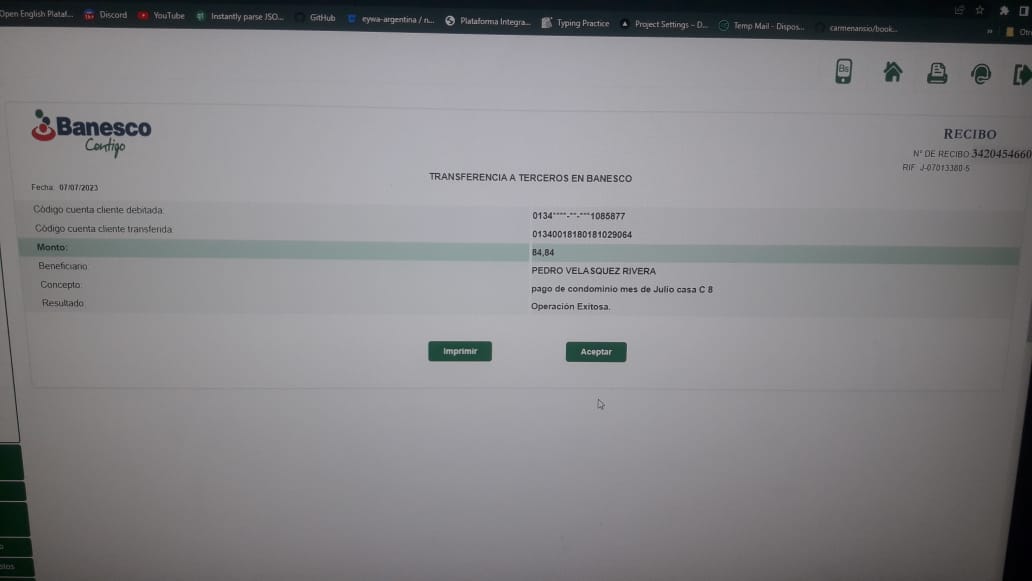 Open English Plataf... Discord YouTube Instantly parse JSO... GitHub eywa-argentina / n... Plataforma Integra... Typing Practice Project Settings – D... Temp Mail - Dispos... carmenansio/book...
» Otr
Bs
Banesco
Contigo
RECIBO
N° DE RECIBO 3420454660
RIF: J-07013380-5
TRANSFERENCIA A TERCEROS EN BANESCO
Fecha: 07/07/2023
Código cuenta cliente debitada: 0134****-**-***1085877
Código cuenta cliente transferida: 01340018180181029064
Monto: 84,84
Beneficiario: PEDRO VELASQUEZ RIVERA
Concepto: pago de condominio mes de Julio casa C 8
Resultado: Operación Exitosa.
Imprimir Aceptar